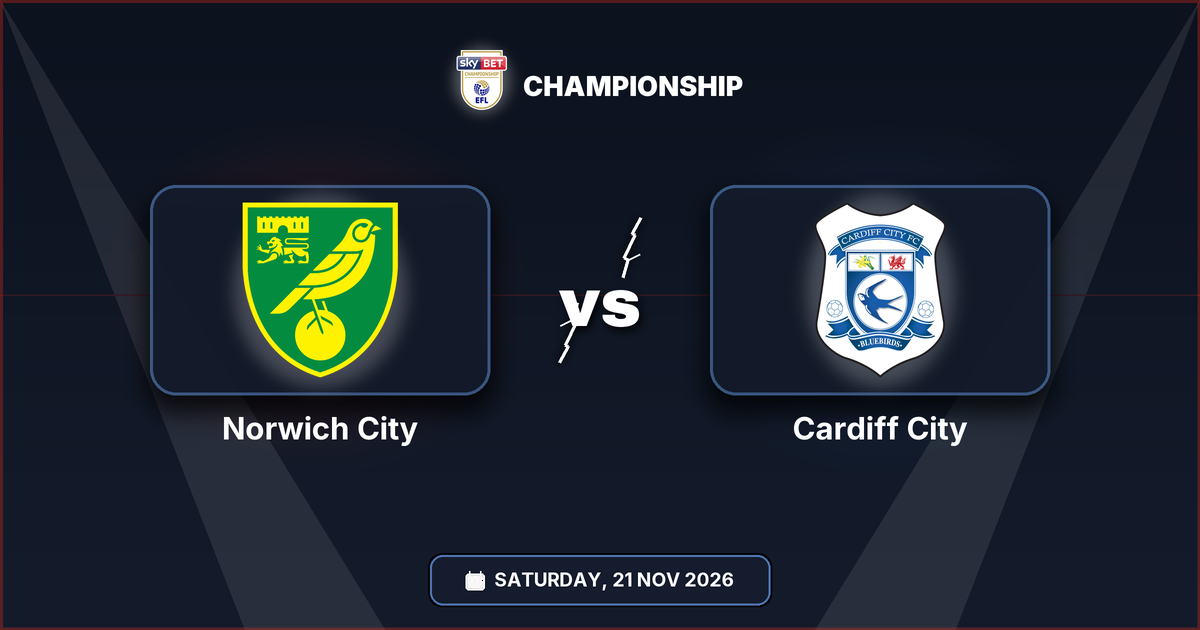 sky BET
CHAMPIONSHIP
EFL
CHAMPIONSHIP
CARDIFF CITY FC
VS
BLUEBIRDS
Norwich City
Cardiff City
SATURDAY, 21 NOV 2026